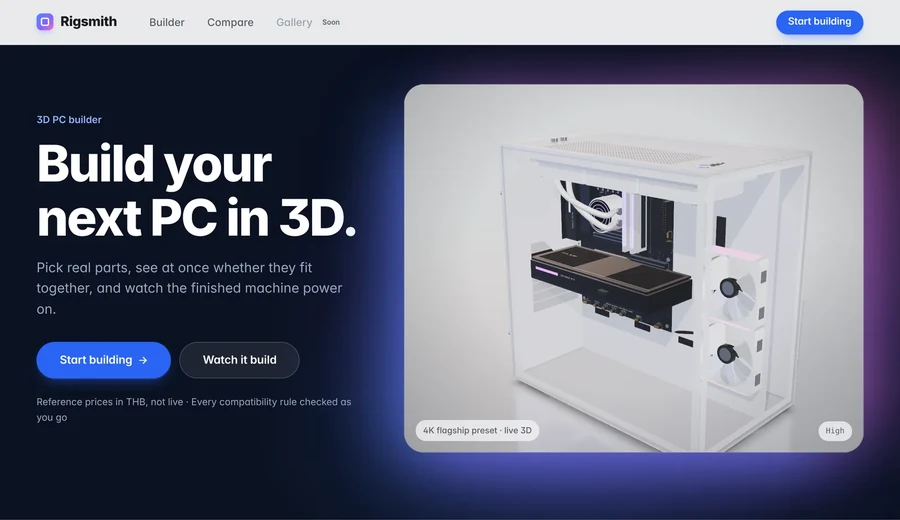 Rigsmith
Builder
Compare
Gallery
Soon
Start building
3D PC builder
Build your
next PC in 3D.
Pick real parts, see at once whether they fit
together, and watch the finished machine power
on.
Start building →
Watch it build
Reference prices in THB, not live · Every compatibility rule checked as
you go
4K flagship preset · live 3D
High